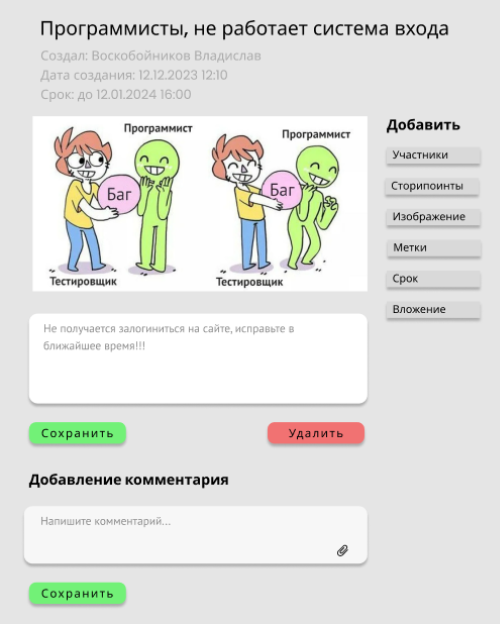 Программисты, не работает система входа
Создал: Воскобойников Владислав
Дата создания: 12.12.2023 12:10
Срок: до 12.01.2024 16:00
Программист
Баг
Тестировщик
Программист
Баг
Тестировщик
Добавить
Участники
Сторипоинты
Изображение
Метки
Срок
Вложение
Не получается залогиниться на сайте, исправьте в
ближайшее время!!!
Сохранить
Удалить
Добавление комментария
Напишите комментарий...
Сохранить